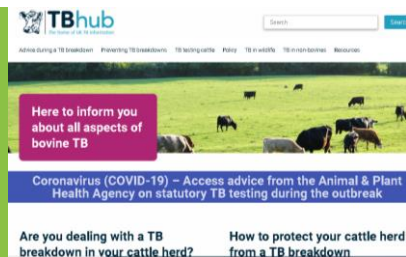 TBhub
The home of UK TB information
Search
Search
Advice during a TB breakdown Preventing TB breakdowns TB testing cattle Policy TB in wildlife TB in non-bovines Resources
Here to inform you
about all aspects of
bovine TB
Coronavirus (COVID-19) – Access advice from the Animal & Plant
Health Agency on statutory TB testing during the outbreak
Are you dealing with a TB
breakdown in your cattle herd?
How to protect your cattle herd
from a TB breakdown